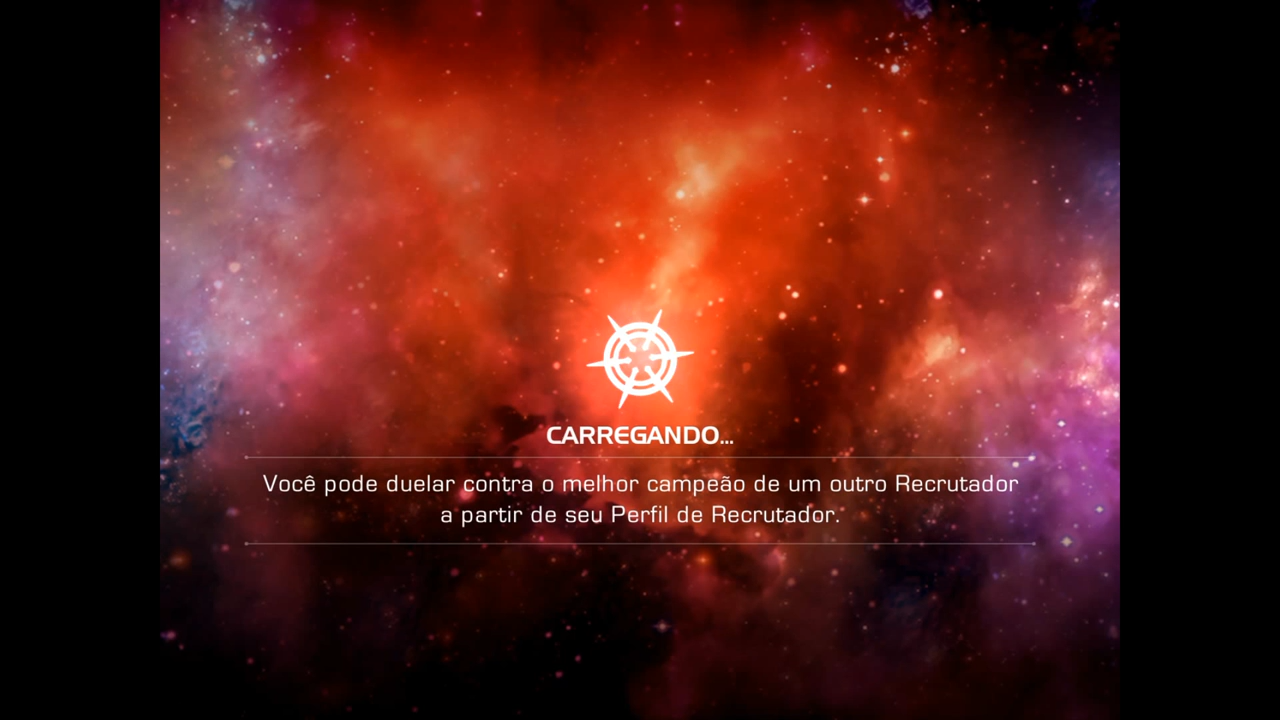 CARREGANDO...
Você pode duelar contra o melhor campeão de um outro Recrutador
a partir de seu Perfil de Recrutador.